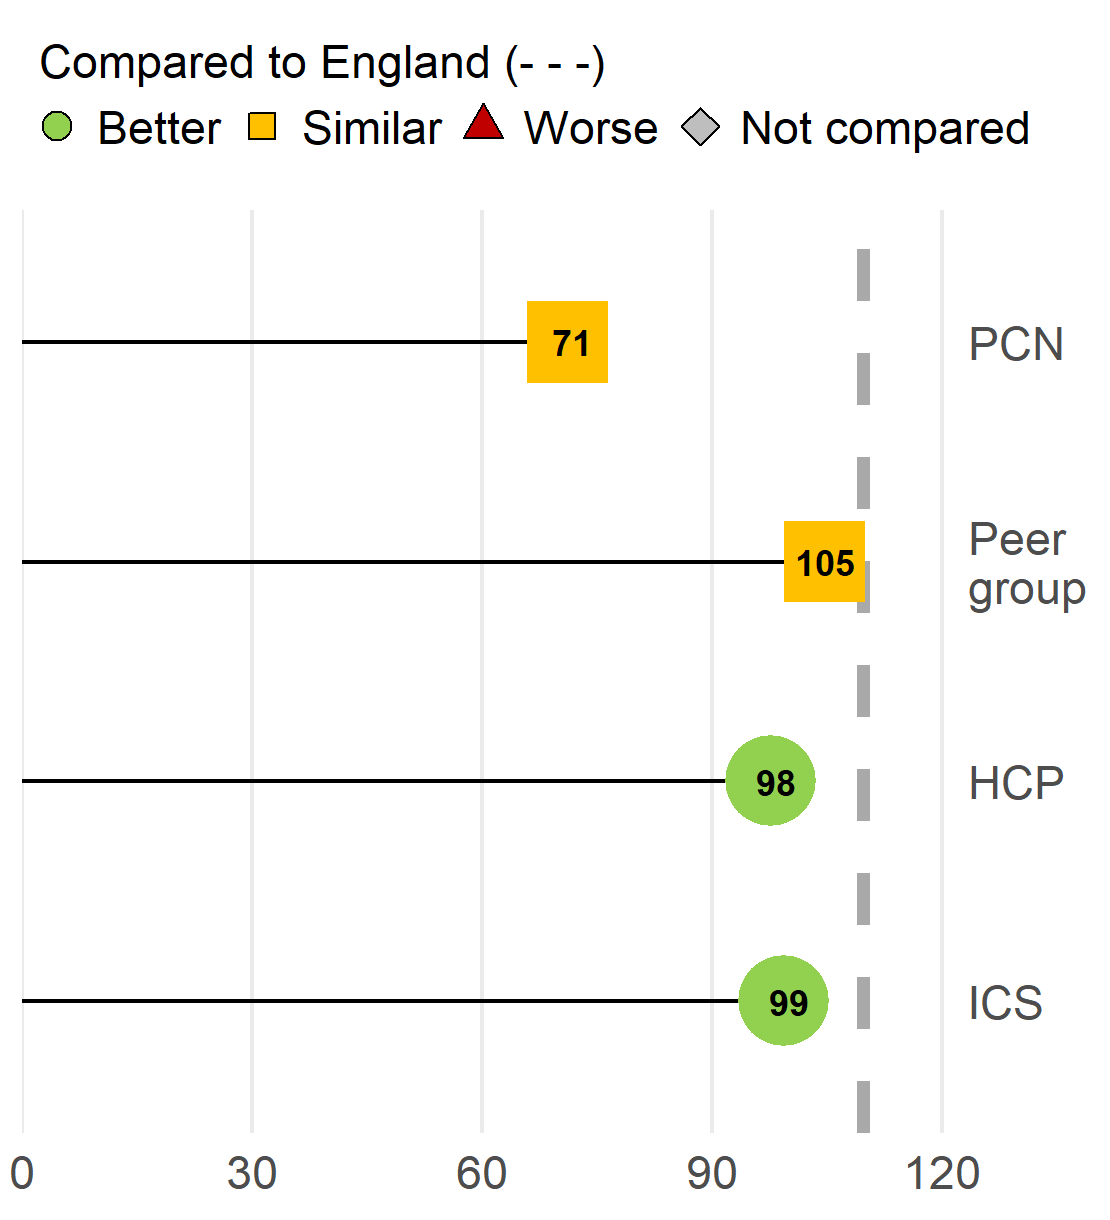 Compared to England (- - -)
Better Similar Worse Not compared
71 PCN
105 Peer
group
98 HCP
99 ICS
0 30 60 90 120